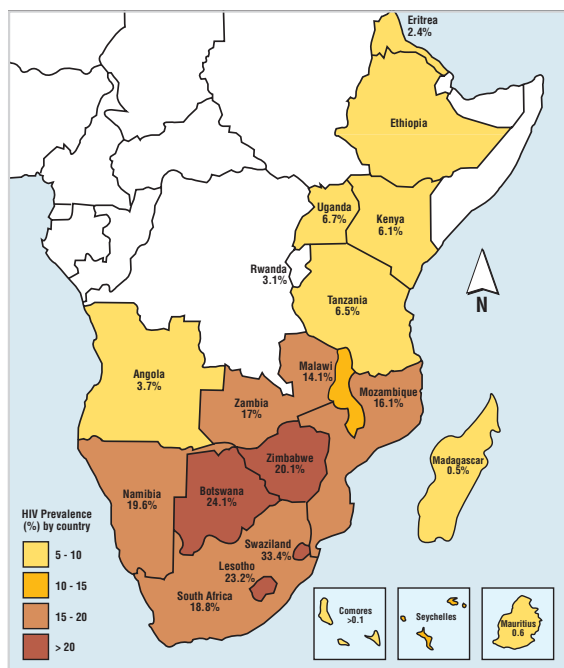 Eritrea
2.4%
Ethiopia
Uganda
6.7%
Kenya
6.1%
Rwanda
3.1%
N
Tanzania
6.5%
Malawi
14.1%
Angola
3.7%
Mozambique
16.1%
Zambia
17%
Zimbabwe
20.1%
Madagascar
0.5%
Namibia
19.6%
Botswana
24.1%
HIV Prevalence
(%) by country
5 - 10
10 - 15
15 - 20
> 20
Swaziland
33.4%
Lesotho
23.2%
South Africa
18.8%
Comores
>0.1
Seychelles
Mauritius
0.6